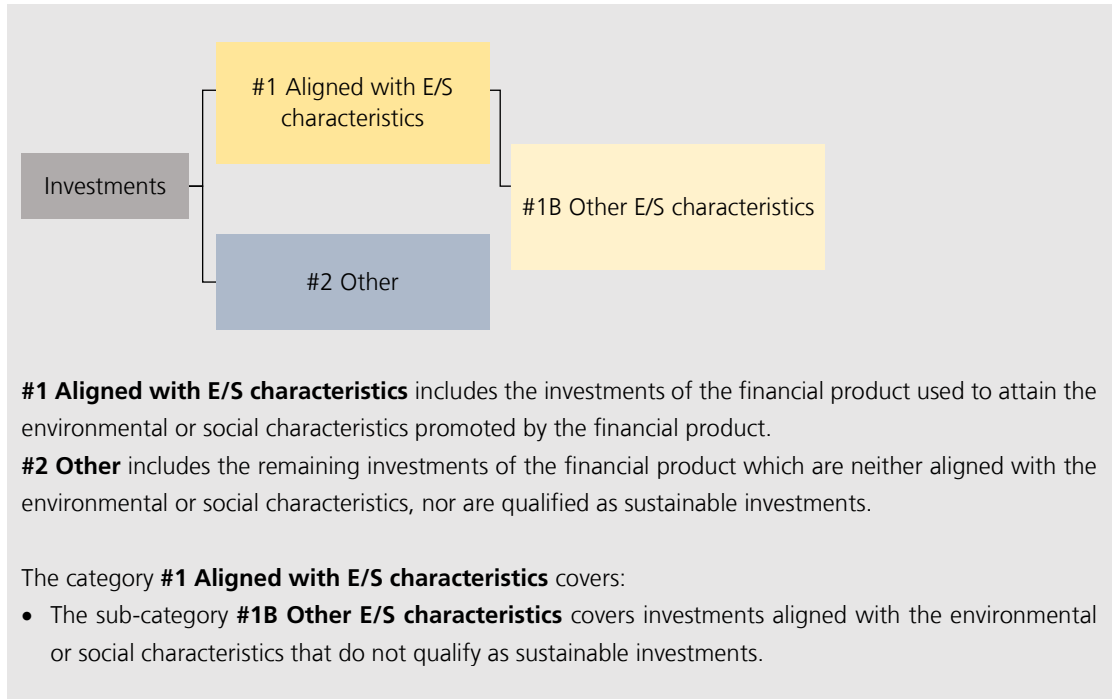 #1 Aligned with E/S
characteristics
Investments
#1B Other E/S characteristics
#2 Other
#1 Aligned with E/S characteristics includes the investments of the financial product used to attain the
environmental or social characteristics promoted by the financial product.
#2 Other includes the remaining investments of the financial product which are neither aligned with the
environmental or social characteristics, nor are qualified as sustainable investments.
The category #1 Aligned with E/S characteristics covers:
• The sub-category #1B Other E/S characteristics covers investments aligned with the environmental
or social characteristics that do not qualify as sustainable investments.